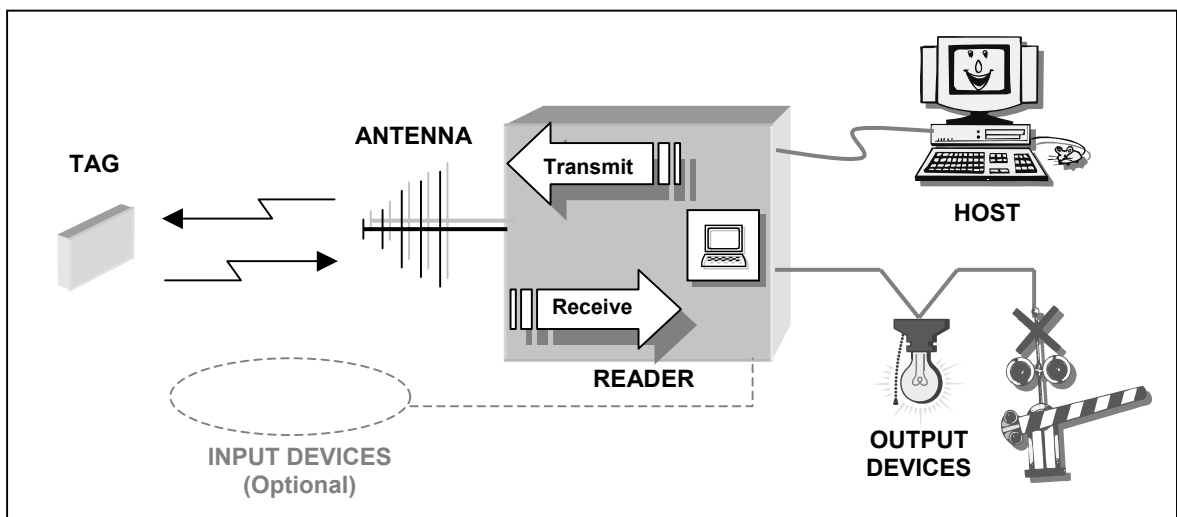 TAG
ANTENNA
Transmit
HOST
Receive
READER
INPUT DEVICES
(Optional)
OUTPUT
DEVICES